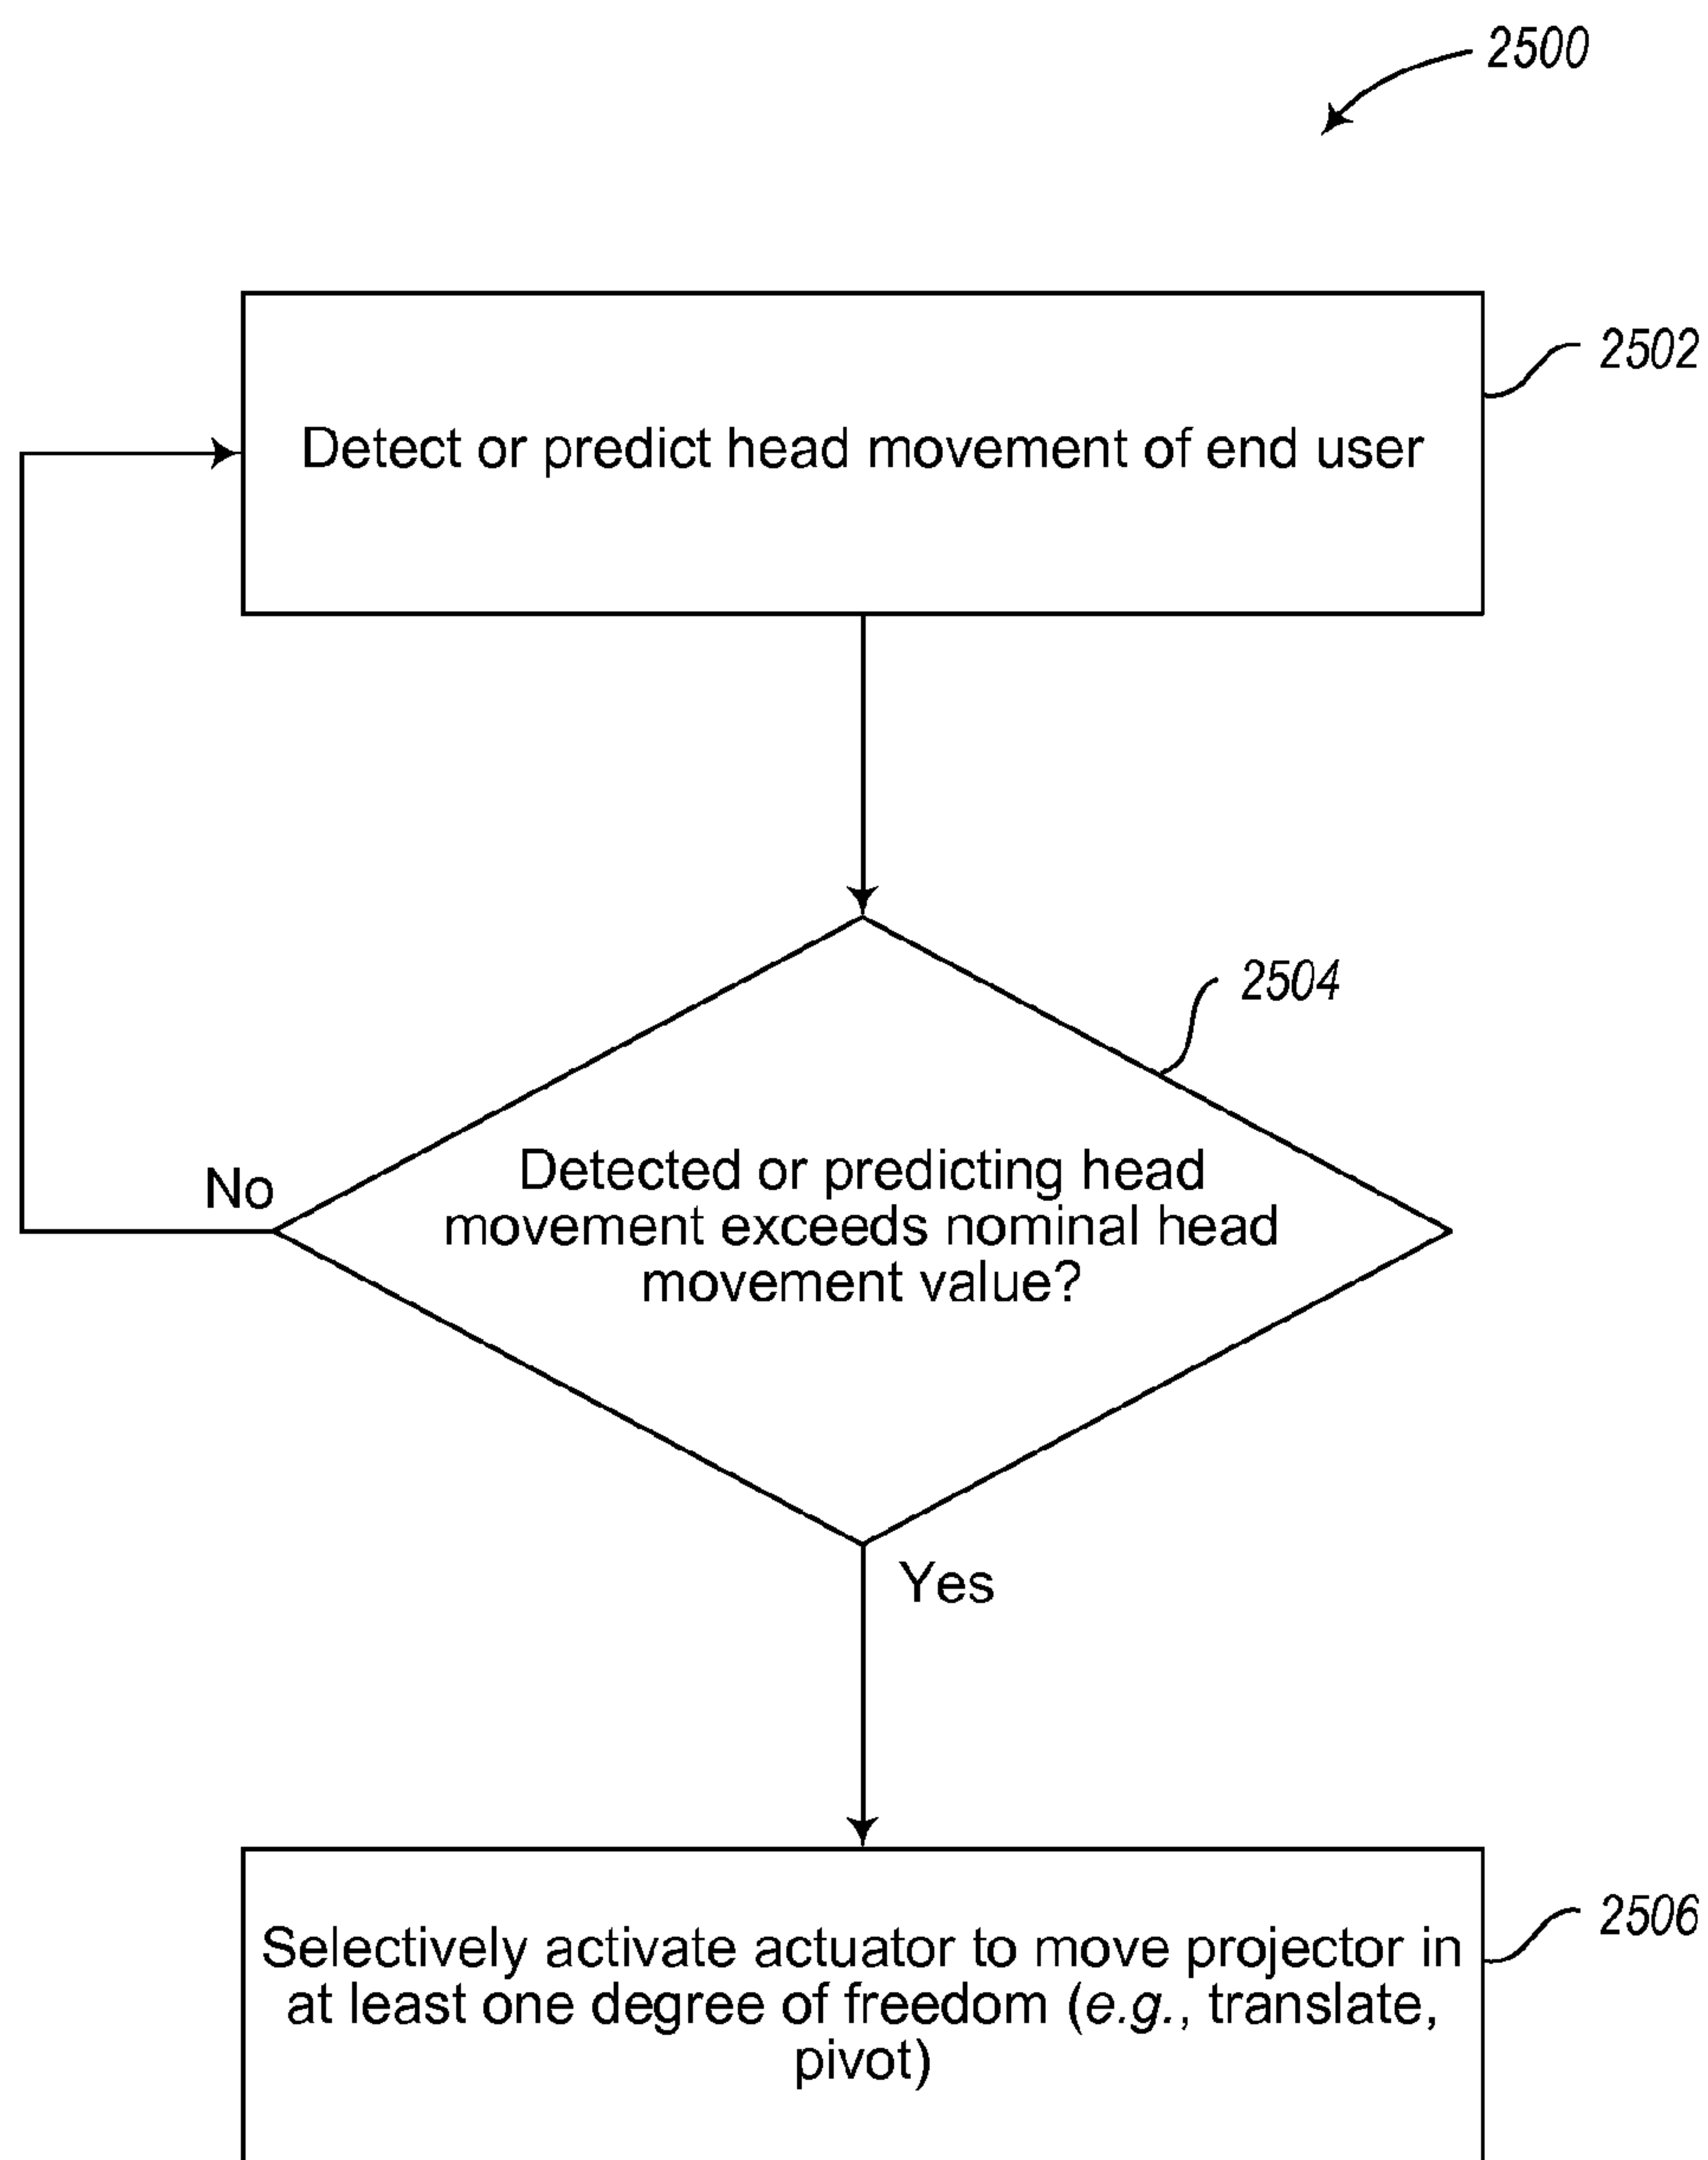 2500
2502
Detect or predict head movement of end user
2504
No
Detected or predicting head
movement exceeds nominal head
movement value?
Yes
2506
Selectively activate actuator to move projector in
at least one degree of freedom (e.g., translate,
pivot)